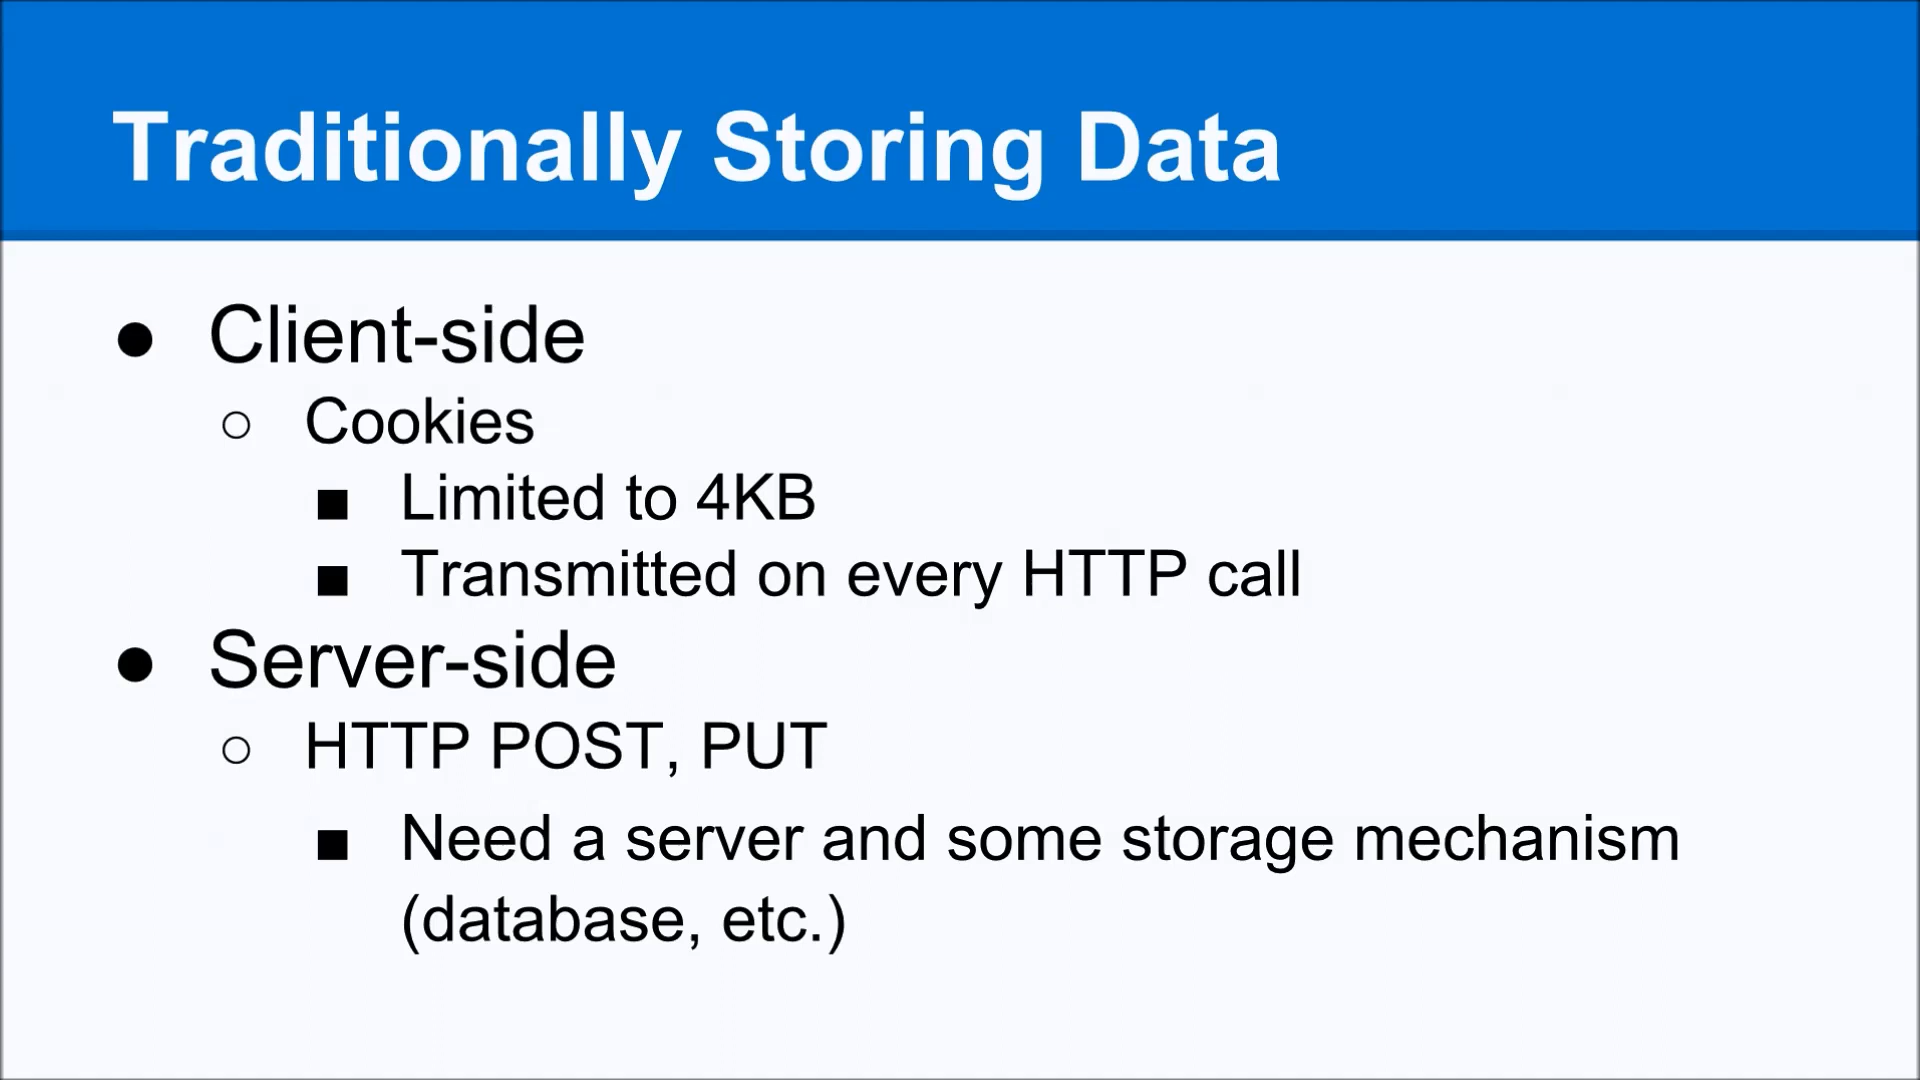 Traditionally Storing Data
● Client-side
○ Cookies
■ Limited to 4KB
■ Transmitted on every HTTP call
● Server-side
○ HTTP POST, PUT
■ Need a server and some storage mechanism
(database, etc.)